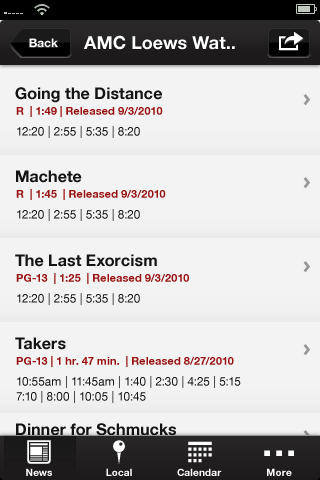 Back
AMC Loews Wat..
Going the Distance
R | 1:49 | Released 9/3/2010
12:20 | 2:55 | 5:35 | 8:20
Machete
R | 1:45 | Released 9/3/2010
12:20 | 2:55 | 5:35 | 8:20
The Last Exorcism
PG-13 | 1:25 | Released 9/3/2010
12:20 | 2:55 | 5:35 | 8:20
Takers
PG-13 | 1 hr. 47 min. | Released 8/27/2010
10:55am | 11:45am | 1:40 | 2:30 | 4:25 | 5:15
7:10 | 8:00 | 10:05 | 10:45
Dinner for Schmucks
News
Local
Calendar
More